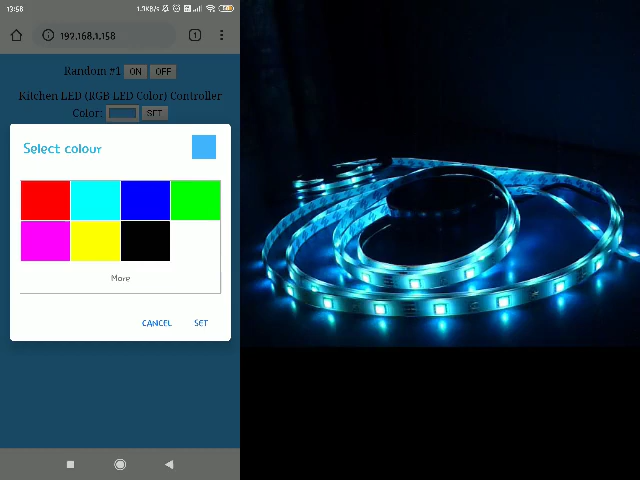 13:58
1.7KB/s
192.168.1.158
1
Random #1 ON OFF
Kitchen LED (RGB LED Color) Controller
Color: SET
Select colour
More
CANCEL SET